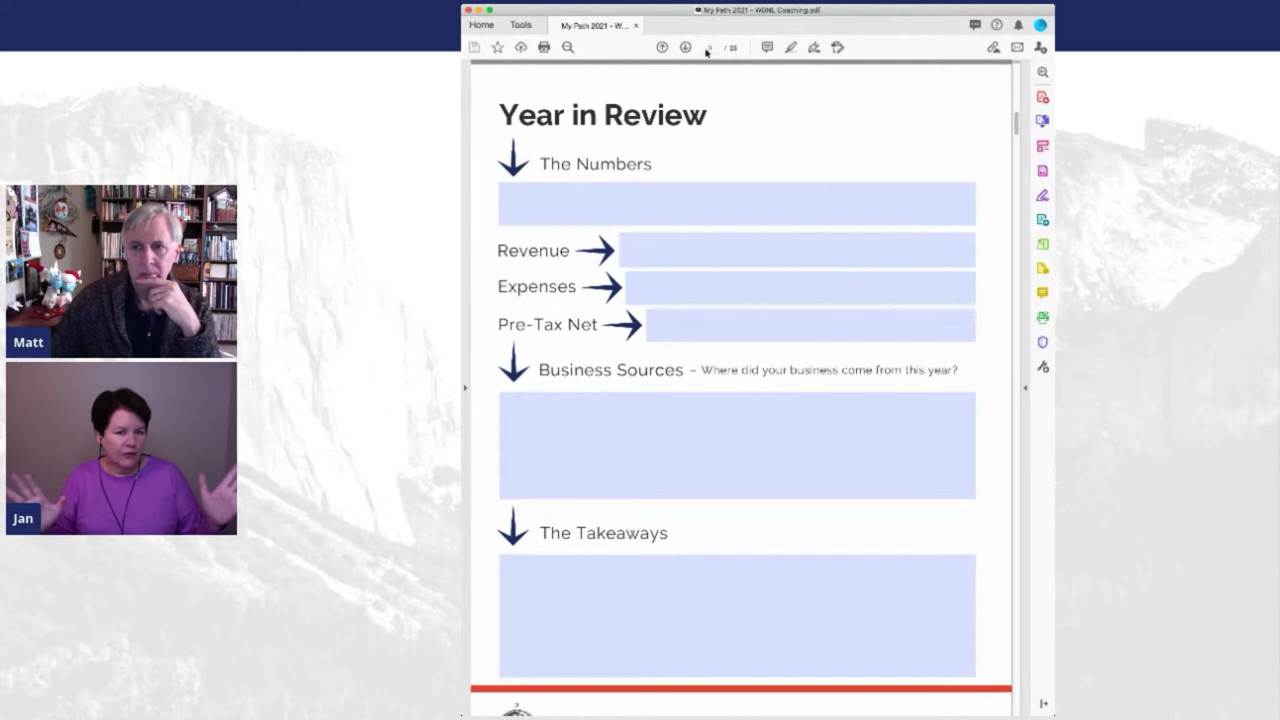 My Path 2021 - WDNL Coaching.pdf
Home Tools My Path 2021 - W... ×
/ 28
Year in Review
The Numbers
Revenue
Expenses
Pre-Tax Net
Business Sources – Where did your business come from this year?
The Takeaways
Matt
Jan